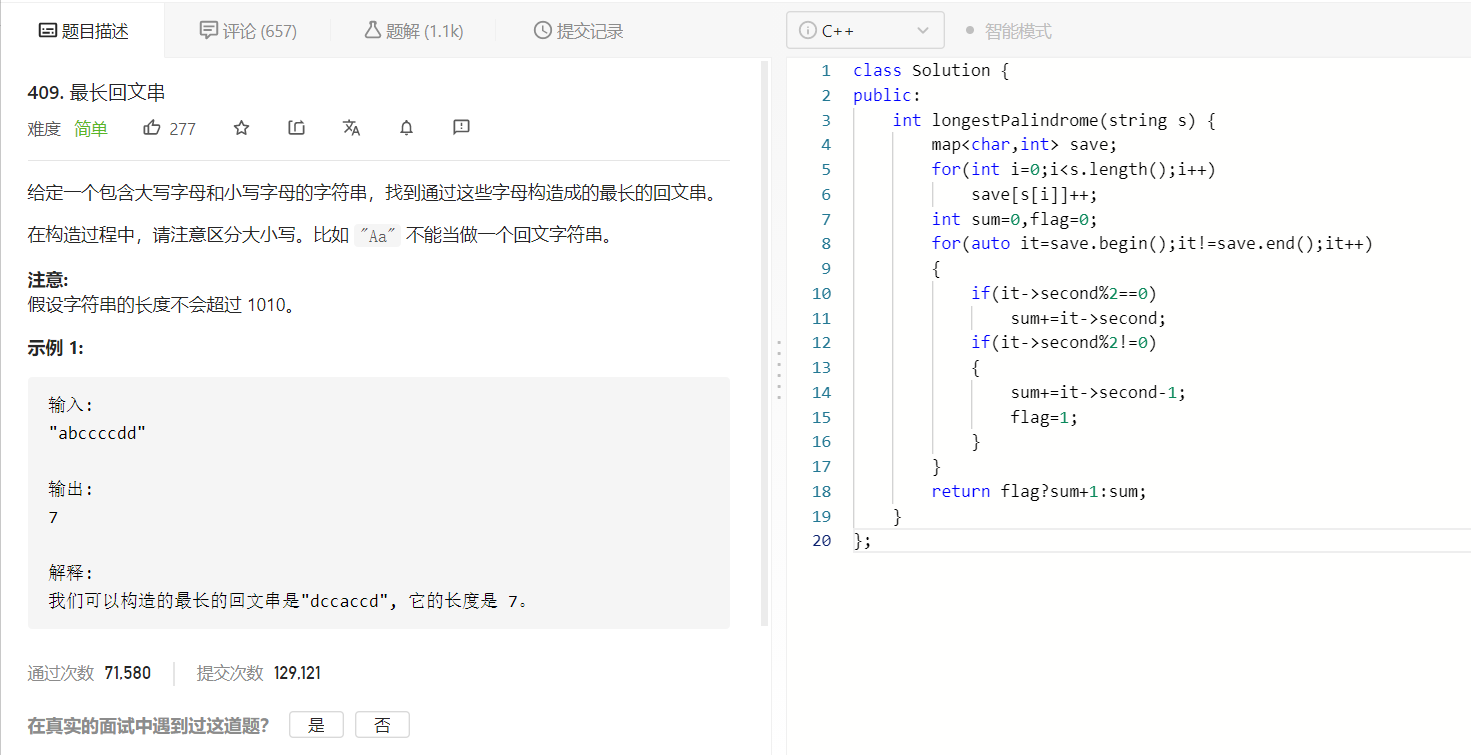 题目描述
评论 (657)
题解 (1.1k)
提交记录
409. 最长回文串
难度 简单 277
给定一个包含大写字母和小写字母的字符串，找到通过这些字母构造成的最长的回文串。
在构造过程中，请注意区分大小写。比如 "Aa" 不能当做一个回文字符串。
注意:
假设字符串的长度不会超过 1010。
示例 1:
输入:
"abccccdd"
输出:
7
解释:
我们可以构造的最长的回文串是"dccaccd", 它的长度是 7。
通过次数 71,580 提交次数 129,121
在真实的面试中遇到过这道题? 是 否
C++ 智能模式
1 class Solution {
2 public:
3 int longestPalindrome(string s) {
4 map<char,int> save;
5 for(int i=0;i<s.length();i++)
6 save[s[i]]++;
7 int sum=0,flag=0;
8 for(auto it=save.begin();it!=save.end();it++)
9 {
10 if(it->second%2==0)
11 sum+=it->second;
12 if(it->second%2!=0)
13 {
14 sum+=it->second-1;
15 flag=1;
16 }
17 }
18 return flag?sum+1:sum;
19 }
20 };